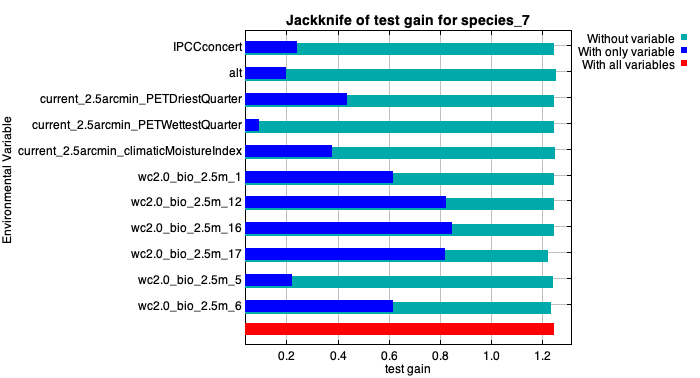 Jackknife of test gain for species_7
Without variable
With only variable
With all variables
Environmental Variable
IPCCconcert
alt
current_2.5arcmin_PETDriestQuarter
current_2.5arcmin_PETWettestQuarter
current_2.5arcmin_climaticMoistureIndex
wc2.0_bio_2.5m_1
wc2.0_bio_2.5m_12
wc2.0_bio_2.5m_16
wc2.0_bio_2.5m_17
wc2.0_bio_2.5m_5
wc2.0_bio_2.5m_6
0.2 0.4 0.6 0.8 1.0 1.2
test gain